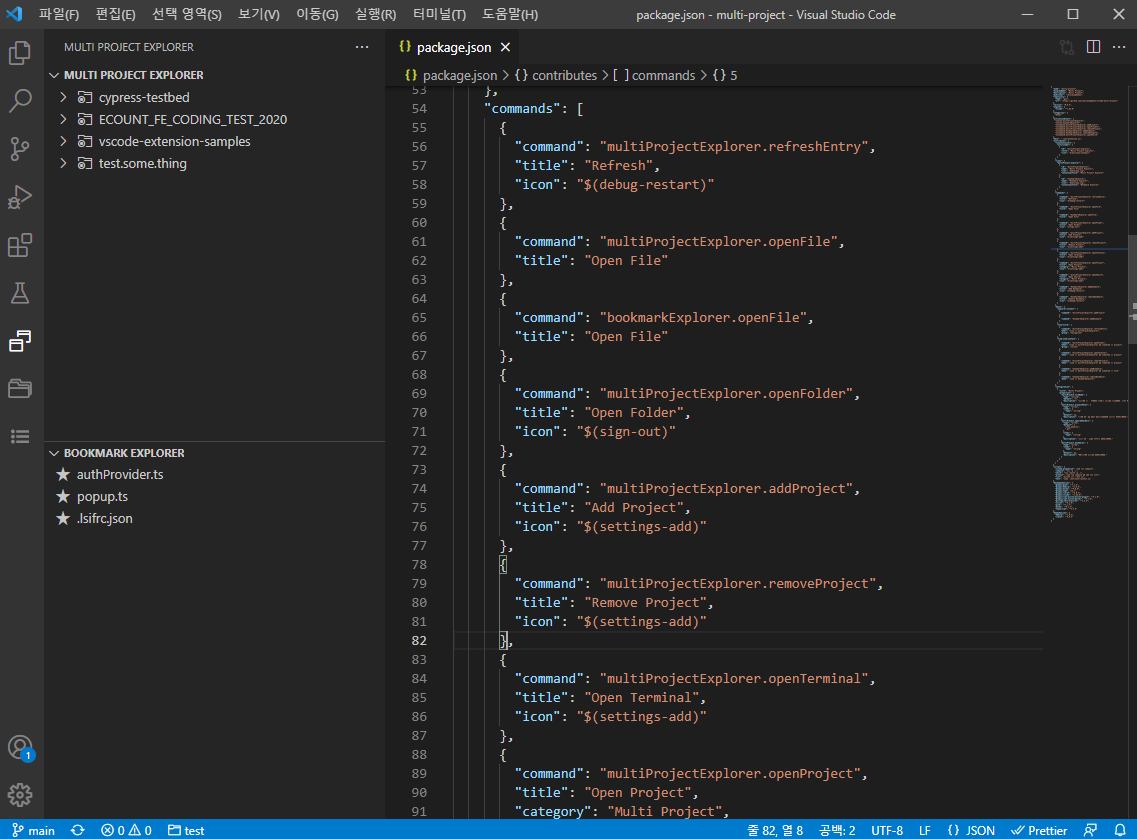 파일(F) 편집(E) 선택 영역(S) 보기(V) 이동(G) 실행(R) 터미널(T) 도움말(H) package.json - multi-project - Visual Studio Code
MULTI PROJECT EXPLORER
MULTI PROJECT EXPLORER
cypress-testbed
ECOUNT_FE_CODING_TEST_2020
vscode-extension-samples
test.some.thing
BOOKMARK EXPLORER
authProvider.ts
popup.ts
.lsifrc.json
1
{} package.json
{} package.json > {} contributes > [ ] commands > {} 5
53 },
54 "commands": [
55 {
56 "command": "multiProjectExplorer.refreshEntry",
57 "title": "Refresh",
58 "icon": "$(debug-restart)"
59 },
60 {
61 "command": "multiProjectExplorer.openFile",
62 "title": "Open File"
63 },
64 {
65 "command": "bookmarkExplorer.openFile",
66 "title": "Open File"
67 },
68 {
69 "command": "multiProjectExplorer.openFolder",
70 "title": "Open Folder",
71 "icon": "$(sign-out)"
72 },
73 {
74 "command": "multiProjectExplorer.addProject",
75 "title": "Add Project",
76 "icon": "$(settings-add)"
77 },
78 {
79 "command": "multiProjectExplorer.removeProject",
80 "title": "Remove Project",
81 "icon": "$(settings-add)"
82 },
83 {
84 "command": "multiProjectExplorer.openTerminal",
85 "title": "Open Terminal",
86 "icon": "$(settings-add)"
87 },
88 {
89 "command": "multiProjectExplorer.openProject",
90 "title": "Open Project",
91 "category": "Multi Project",
main 0 0 test 줄 82, 열 8 공백: 2 UTF-8 LF {} JSON Prettier